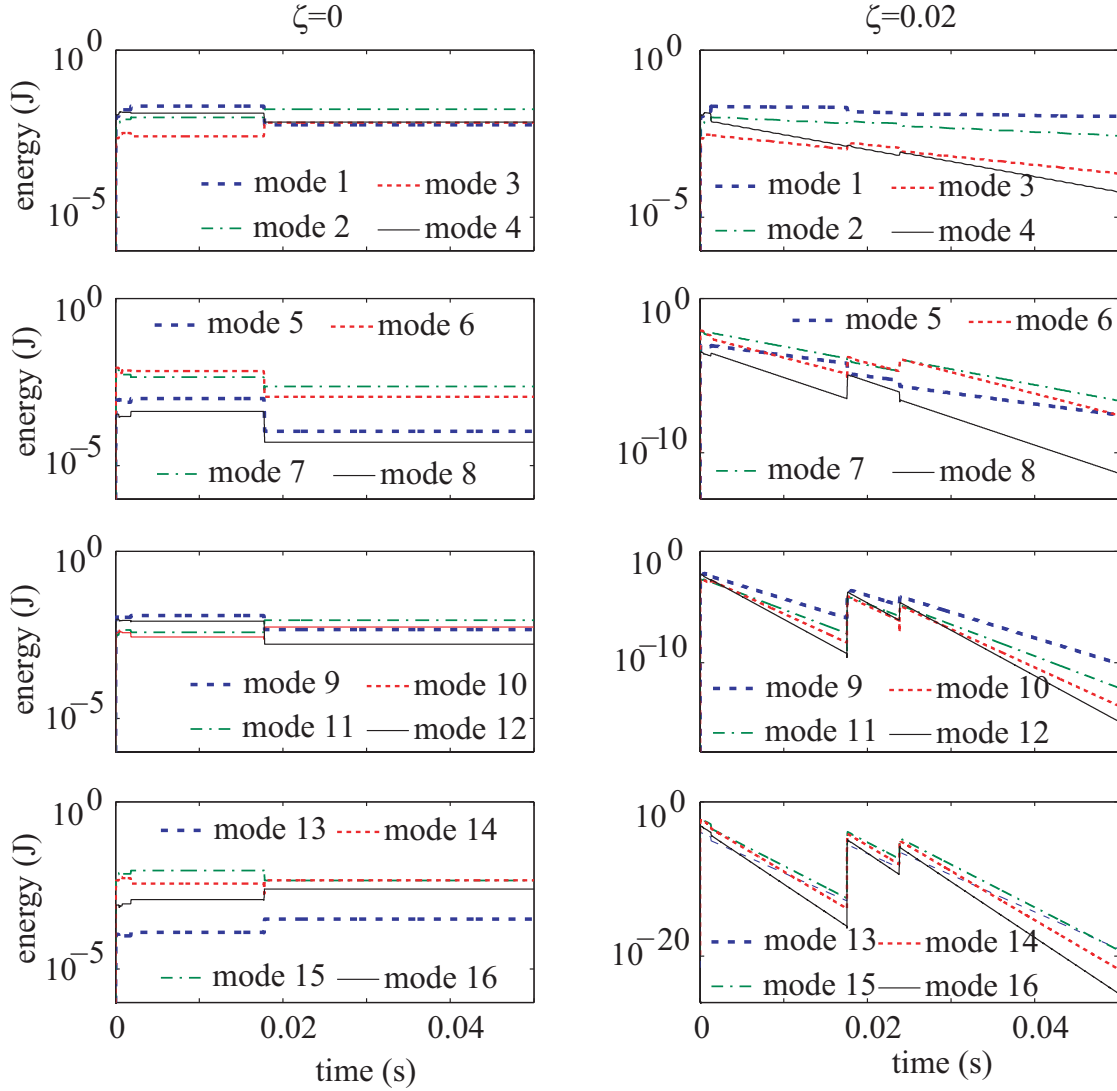 ζ=0
ζ=0.02
energy (J)
10^0
10^-5
mode 1
mode 3
mode 2
mode 4
10^0
10^-5
mode 1
mode 3
mode 2
mode 4
energy (J)
10^0
10^-5
mode 5
mode 6
mode 7
mode 8
10^0
10^-10
mode 5
mode 6
mode 7
mode 8
energy (J)
10^0
10^-5
mode 9
mode 10
mode 11
mode 12
10^0
10^-10
mode 9
mode 10
mode 11
mode 12
energy (J)
10^0
10^-5
mode 13
mode 14
mode 15
mode 16
0 0.02 0.04
time (s)
10^0
10^-20
mode 13
mode 14
mode 15
mode 16
0 0.02 0.04
time (s)